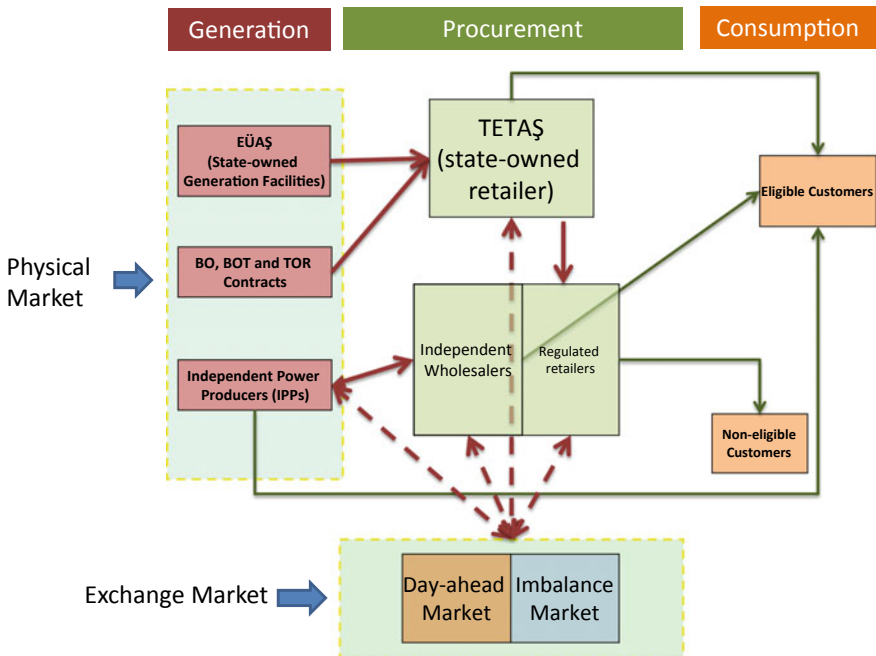 Generation
Procurement
Consumption
EÜAŞ
(State-owned
Generation Facilities)
TETAŞ
(state-owned
retailer)
Eligible Customers
Physical
Market
BO, BOT and TOR
Contracts
Independent
Wholesalers
Regulated
retailers
Independent Power
Producers (IPPs)
Non-eligible
Customers
Exchange Market
Day-ahead
Market
Imbalance
Market